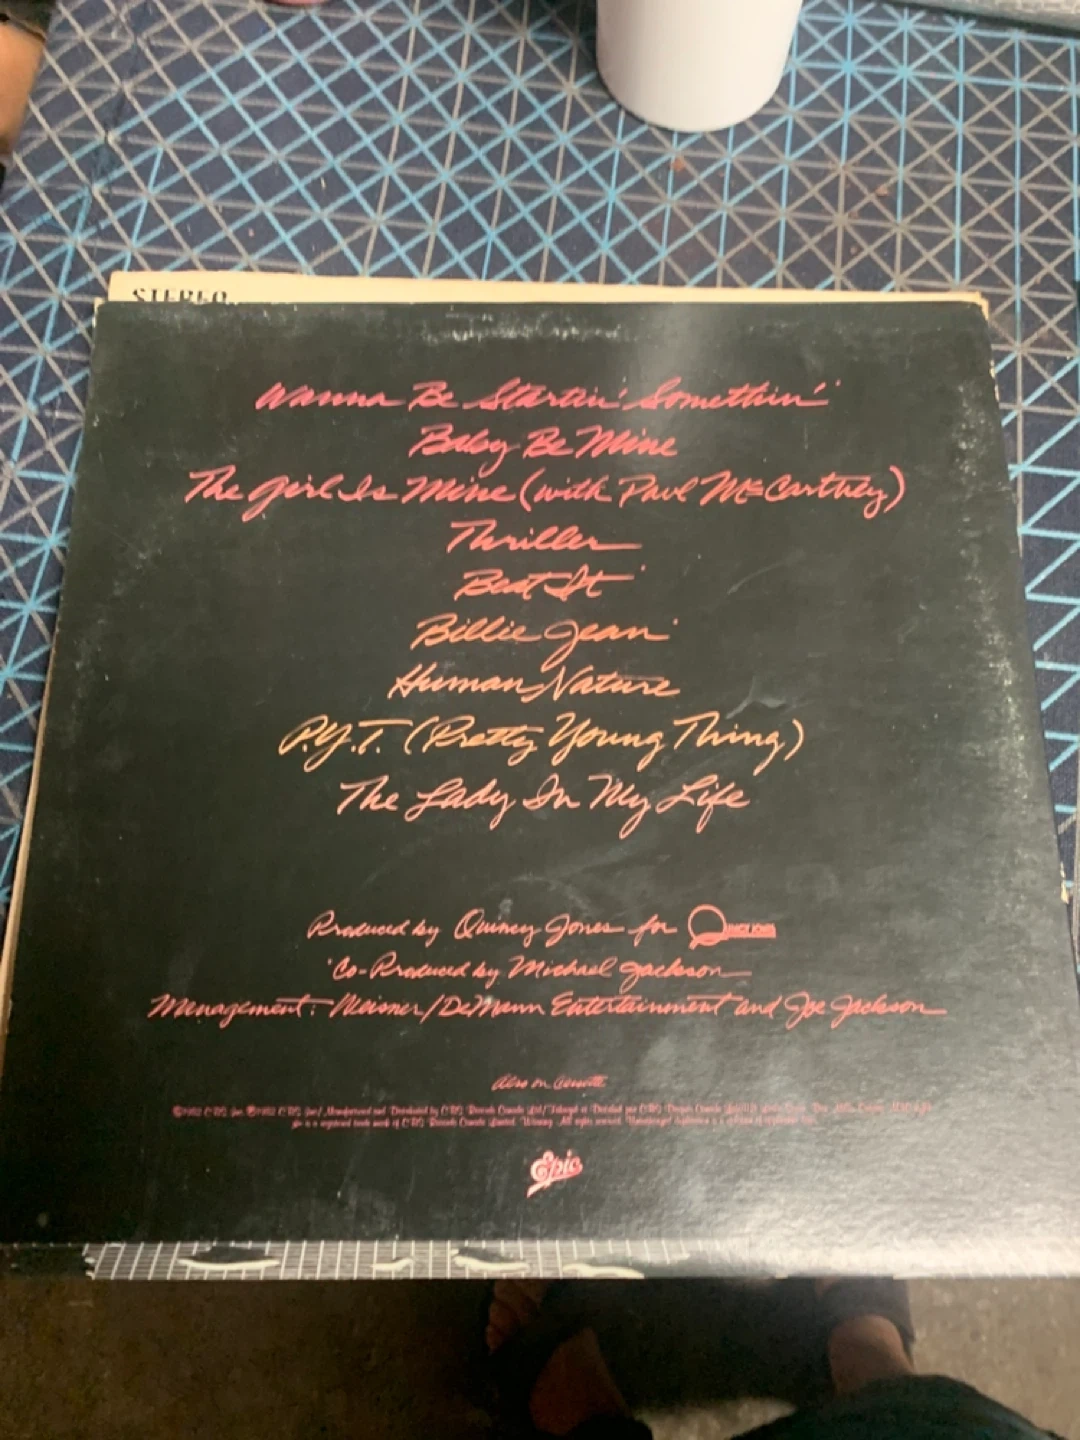 STEREO
Wanna Be Startin' Somethin'
Baby Be Mine
The Girl Is Mine (with Paul McCartney)
Thriller
Beat It
Billie Jean
Human Nature
P.Y.T. (Pretty Young Thing)
The Lady In My Life
Produced by Quincy Jones for
Co-Produced by Michael Jackson
Management: Weisner/DeMann Entertainment and Joe Jackson
Also on Cassette
Epic